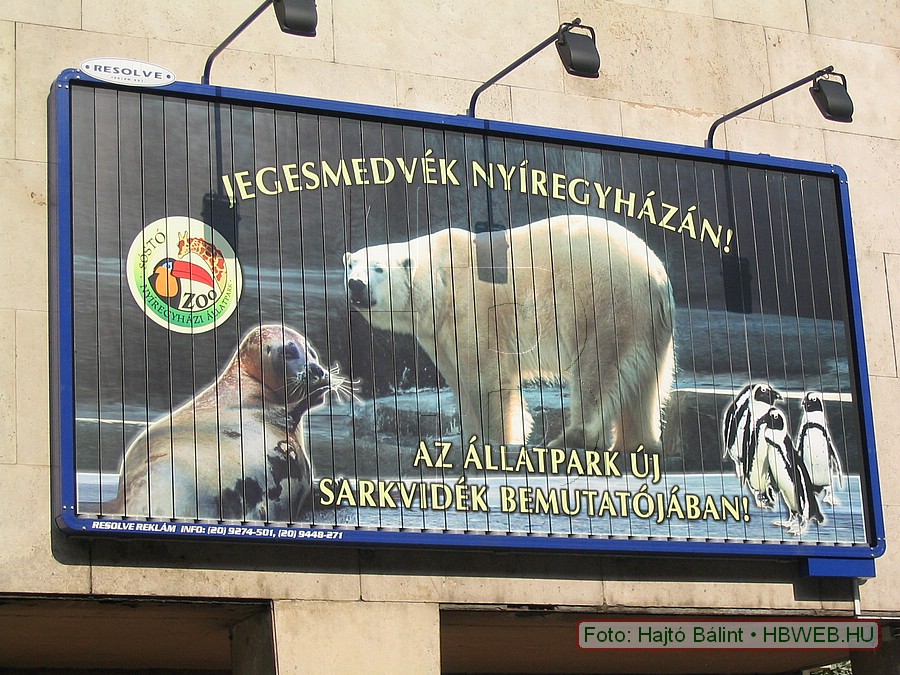 RESOLVE
JEGESMEDVÉK NYÍREGYHÁZÁN!
SÓSTÓ
ZOO
NYÍREGYHÁZI ÁLLATPARK
AZ ÁLLATPARK ÚJ
SARKVIDÉK BEMUTATÓJÁBAN!
RESOLVE REKLÁM INFO: (20) 9274-501, (20) 9448-271
Foto: Hajtó Bálint • HBWEB.HU